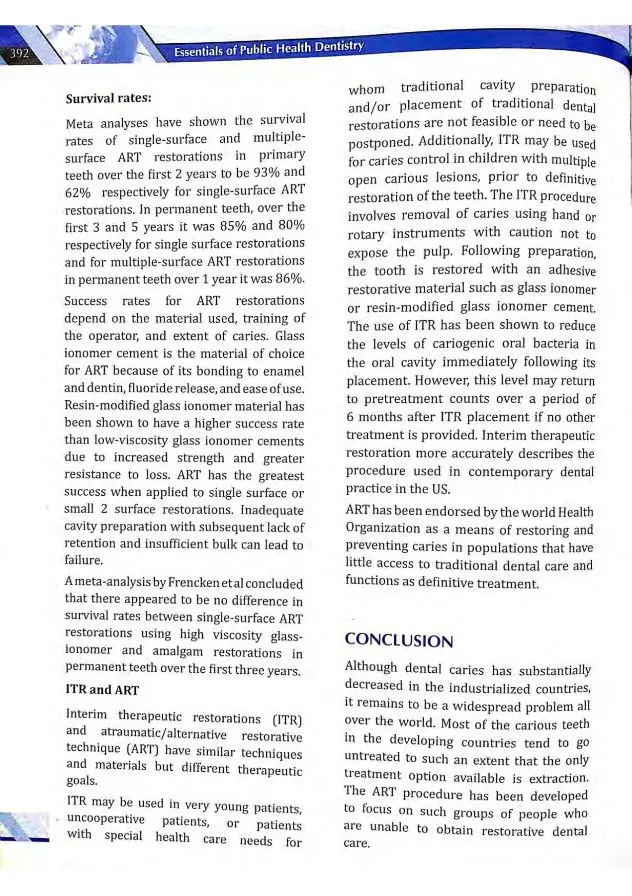 392
Essentials of Public Health Dentistry
Survival rates:
Meta analyses have shown the survival
rates of single-surface and multiple-
surface ART restorations in primary
teeth over the first 2 years to be 93% and
62% respectively for single-surface ART
restorations. In permanent teeth, over the
first 3 and 5 years it was 85% and 80%
respectively for single surface restorations
and for multiple-surface ART restorations
in permanent teeth over 1 year it was 86%.
Success rates for ART restorations
depend on the material used, training of
the operator, and extent of caries. Glass
ionomer cement is the material of choice
for ART because of its bonding to enamel
and dentin, fluoride release, and ease of use.
Resin-modified glass ionomer material has
been shown to have a higher success rate
than low-viscosity glass ionomer cements
due to increased strength and greater
resistance to loss. ART has the greatest
success when applied to single surface or
small 2 surface restorations. Inadequate
cavity preparation with subsequent lack of
retention and insufficient bulk can lead to
failure.
A meta-analysis by Frencken et al concluded
that there appeared to be no difference in
survival rates between single-surface ART
restorations using high viscosity glass-
ionomer and amalgam restorations in
permanent teeth over the first three years.
ITR and ART
Interim therapeutic restorations (ITR)
and atraumatic/alternative restorative
technique (ART) have similar techniques
and materials but different therapeutic
goals.
ITR may be used in very young patients,
uncooperative patients, or patients
with special health care needs for
whom traditional cavity preparation
and/or placement of traditional dental
restorations are not feasible or need to be
postponed. Additionally, ITR may be used
for caries control in children with multiple
open carious lesions, prior to definitive
restoration of the teeth. The ITR procedure
involves removal of caries using hand or
rotary instruments with caution not to
expose the pulp. Following preparation,
the tooth is restored with an adhesive
restorative material such as glass ionomer
or resin-modified glass ionomer cement.
The use of ITR has been shown to reduce
the levels of cariogenic oral bacteria in
the oral cavity immediately following its
placement. However, this level may return
to pretreatment counts over a period of
6 months after ITR placement if no other
treatment is provided. Interim therapeutic
restoration more accurately describes the
procedure used in contemporary dental
practice in the US.
ART has been endorsed by the world Health
Organization as a means of restoring and
preventing caries in populations that have
little access to traditional dental care and
functions as definitive treatment.
CONCLUSION
Although dental caries has substantially
decreased in the industrialized countries,
it remains to be a widespread problem all
over the world. Most of the carious teeth
in the developing countries tend to go
untreated to such an extent that the only
treatment option available is extraction.
The ART procedure has been developed
to focus on such groups of people who
are unable to obtain restorative dental
care.